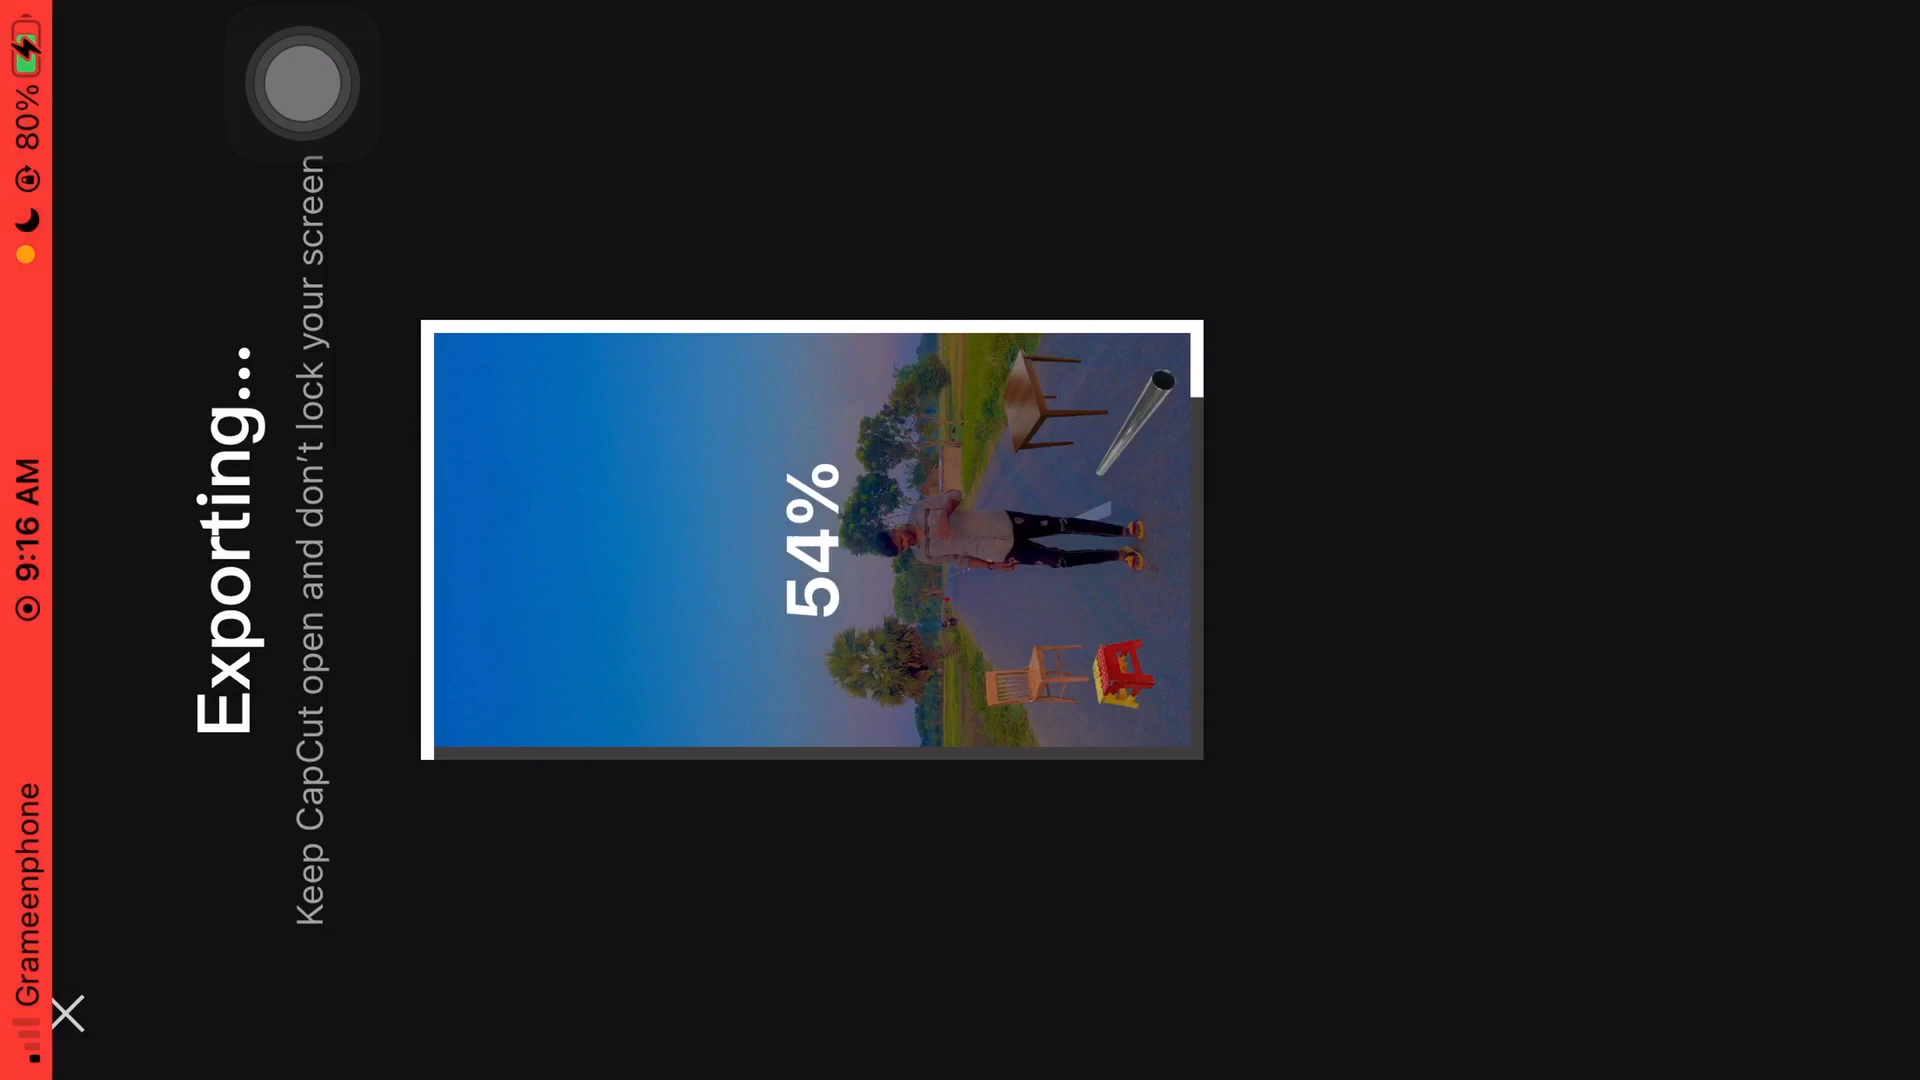 Grameenphone
9:16 AM
80%
Exporting...
Keep CapCut open and don't lock your screen
54%